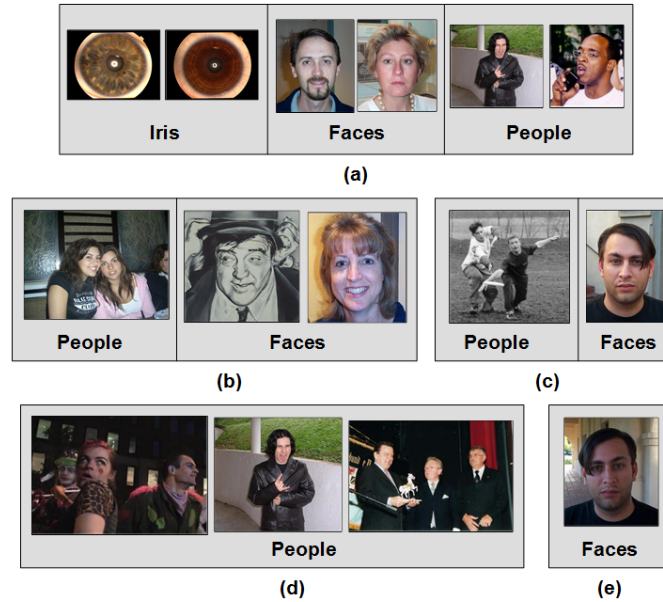 Iris Faces People
(a)
People Faces
(b)
People Faces
(c)
People
(d)
Faces
(e)